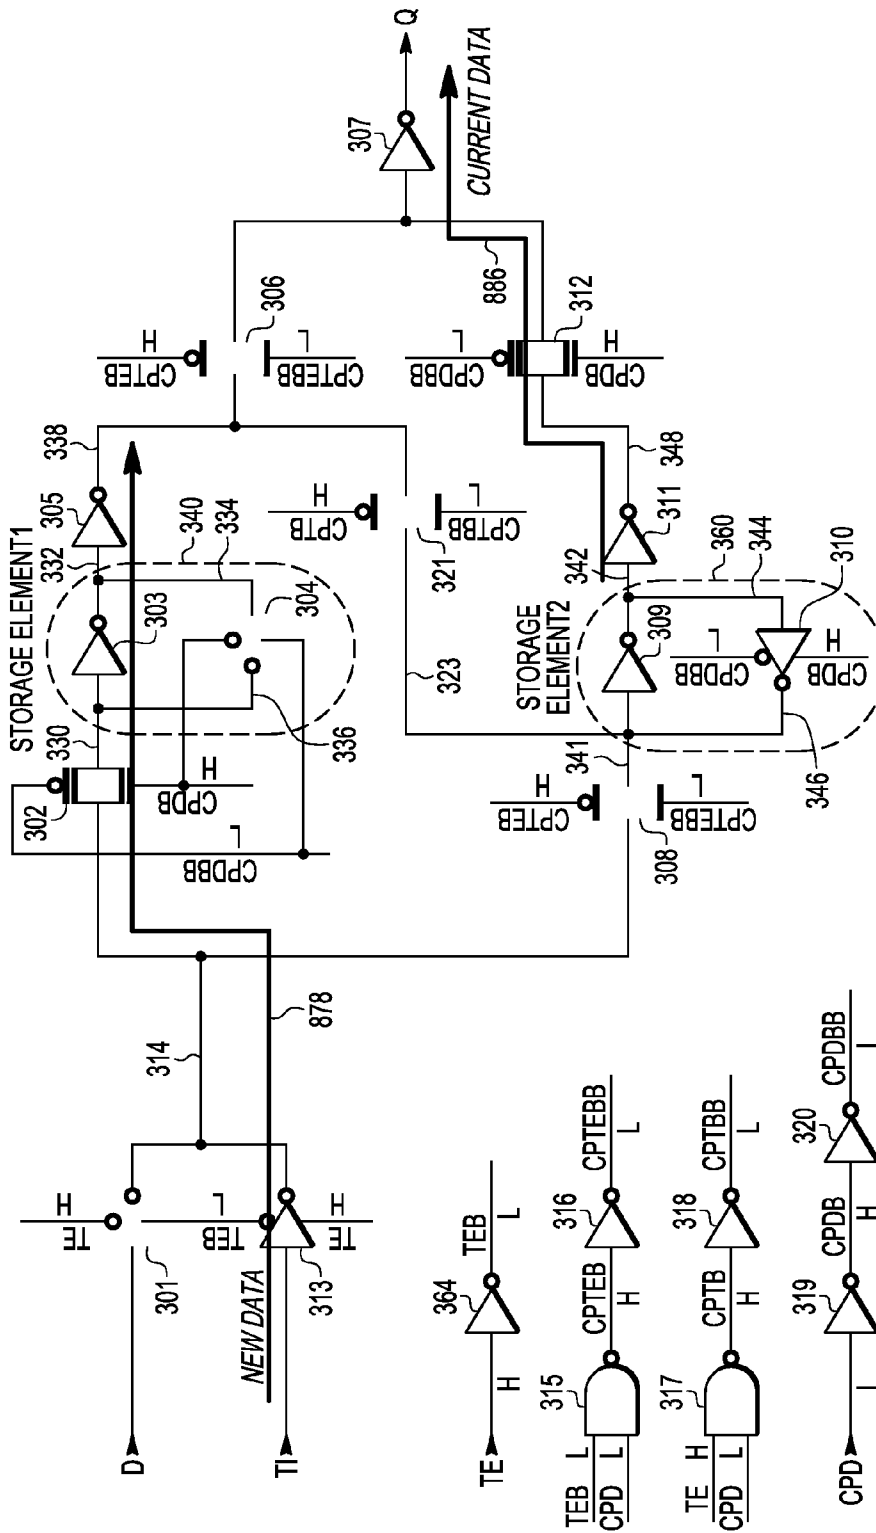 Q
307
CURRENT DATA
886
306
H
CPTEB
L
CPTEBB
312
L
CPDBB
H
CPDB
338
305
332
340
334
STORAGE ELEMENT1
303
304
H
CPTB
321
L
CPTBB
348
311
342
360
344
310
STORAGE
ELEMENT2
309
L
CPDBB
H
CPDB
323
330
336
302
H
CPDB
L
CPDBB
341
346
H
CPTEB
308
L
CPTEBB
314
878
H
TE
301
L
TEB
H
TE
313
NEW DATA
D
TI
TE
H
364
TEB
L
TEB L
CPD L
315
CPTEB
H
316
CPTEBB
L
TE H
CPD L
317
CPTB
H
318
CPTBB
L
CPD
L
319
CPDB
H
320
CPDBB
L